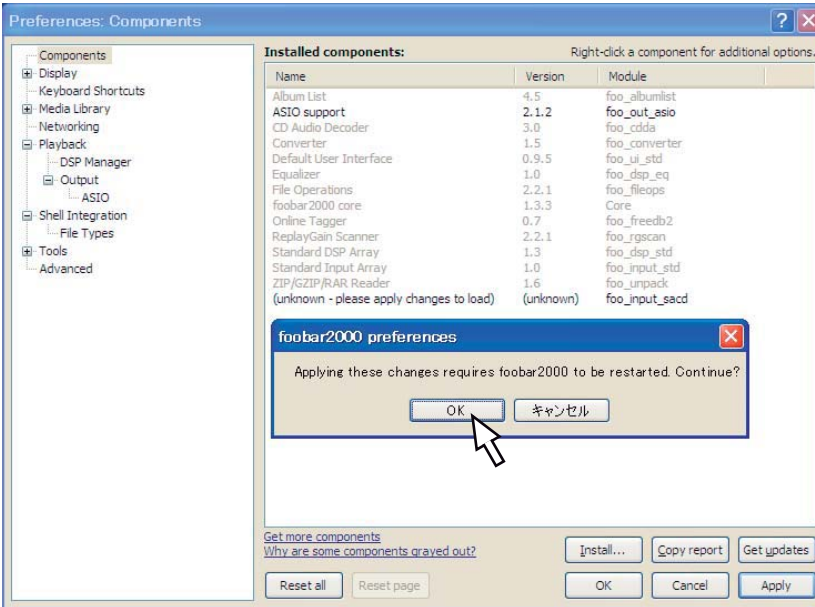 Preferences: Components
Components
Display
Keyboard Shortcuts
Media Library
Networking
Playback
DSP Manager
Output
ASIO
Shell Integration
File Types
Tools
Advanced
Installed components: Right-click a component for additional options.
Name Version Module
Album List 4.5 foo_albumlist
ASIO support 2.1.2 foo_out_asio
CD Audio Decoder 3.0 foo_cdda
Converter 1.5 foo_converter
Default User Interface 0.9.5 foo_ui_std
Equalizer 1.0 foo_dsp_eq
File Operations 2.2.1 foo_fileops
foobar2000 core 1.3.3 Core
Online Tagger 0.7 foo_freedb2
ReplayGain Scanner 2.2.1 foo_rgscan
Standard DSP Array 1.3 foo_dsp_std
Standard Input Array 1.0 foo_input_std
ZIP/GZIP/RAR Reader 1.6 foo_unpack
(unknown - please apply changes to load) (unknown) foo_input_sacd
foobar2000 preferences
Applying these changes requires foobar2000 to be restarted. Continue?
OK キャンセル
Get more components
Why are some components grayed out?
Install... Copy report Get updates
Reset all Reset page OK Cancel Apply